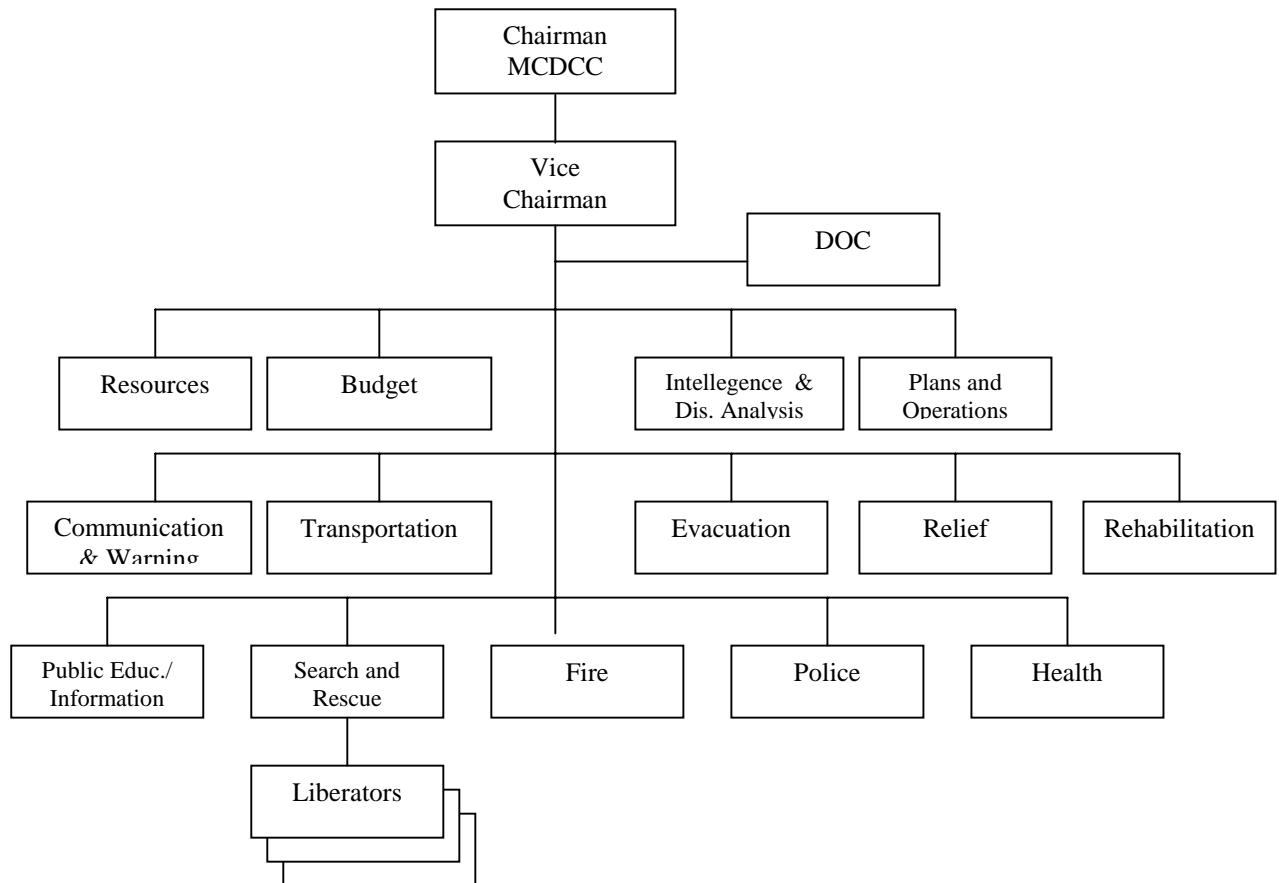 Chairman
MCDCC
Vice
Chairman
DOC
Resources
Budget
Intellegence &
Dis. Analysis
Plans and
Operations
Communication
& Warning
Transportation
Evacuation
Relief
Rehabilitation
Public Educ./
Information
Search and
Rescue
Fire
Police
Health
Liberators